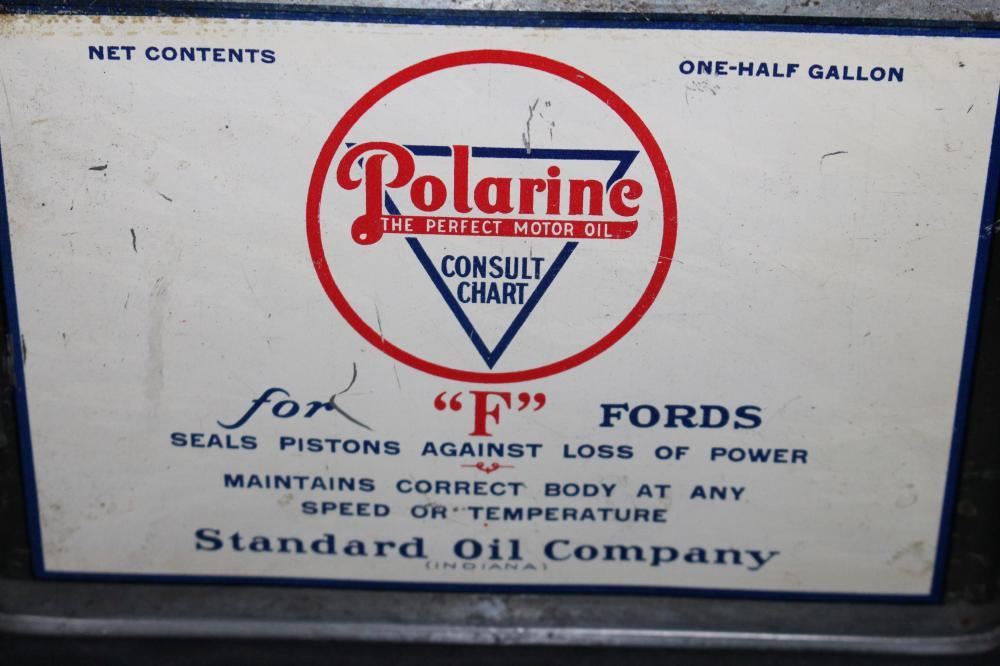 NET CONTENTS
ONE-HALF GALLON
Polarine
THE PERFECT MOTOR OIL
CONSULT
CHART
for "F" FORDS
SEALS PISTONS AGAINST LOSS OF POWER
MAINTAINS CORRECT BODY AT ANY
SPEED OR TEMPERATURE
Standard Oil Company
(INDIANA)